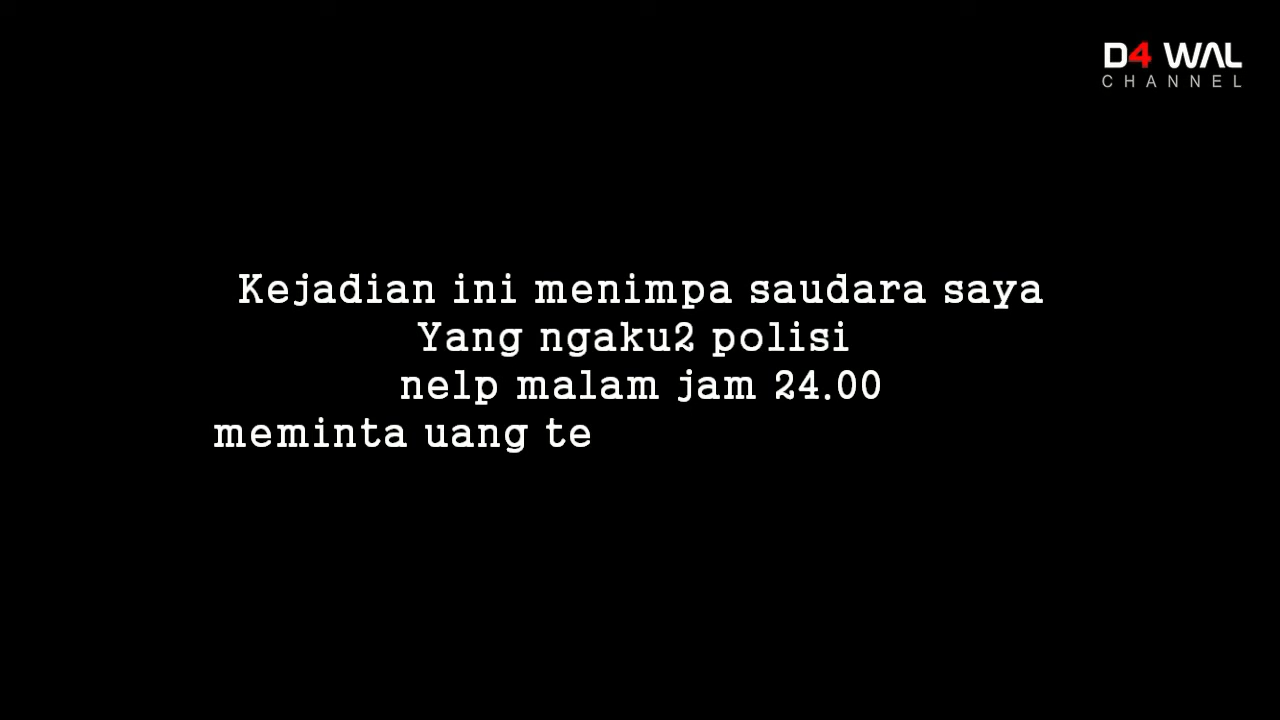 D4 WAL
CHANNEL
Kejadian ini menimpa saudara saya
Yang ngaku2 polisi
nelp malam jam 24.00
meminta uang te